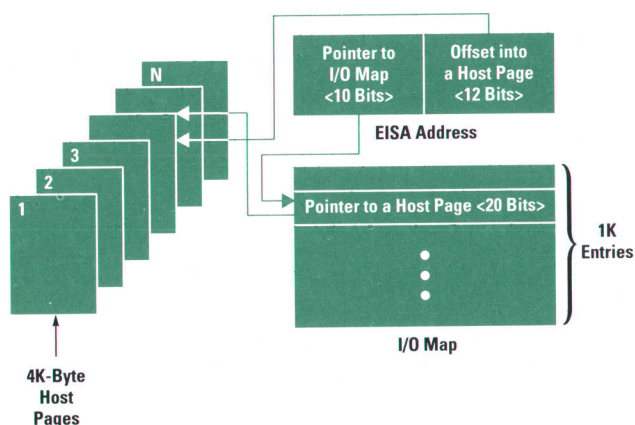 N
3
2
1
4K-Byte
Host
Pages
Pointer to
I/O Map
<10 Bits>
Offset into
a Host Page
<12 Bits>
EISA Address
Pointer to a Host Page <20 Bits>
1K
Entries
I/O Map